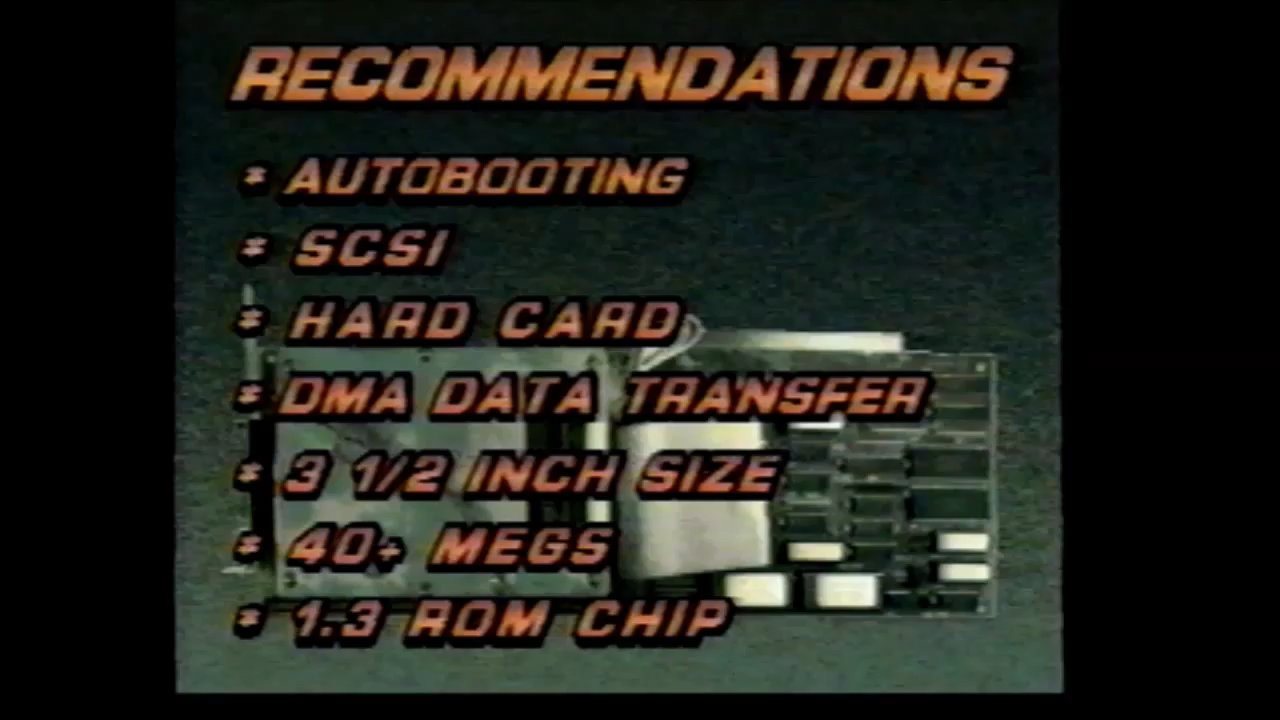 RECOMMENDATIONS
* AUTOBOOTING
* SCSI
* HARD CARD
* DMA DATA TRANSFER
* 3 1/2 INCH SIZE
* 40+ MEGS
* 1.3 ROM CHIP